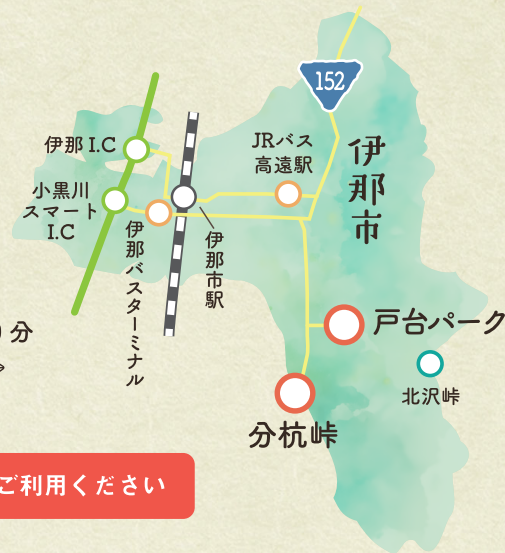 152
伊那 I.C
JRバス
高遠駅
伊那市
小黒川
スマート
I.C
伊那バスターミナル
伊那市駅
分
戸台パーク
北沢峠
分杭峠
ご利用ください